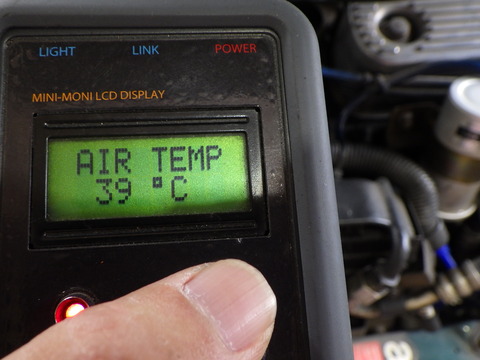 LIGHT LINK POWER
MINI-MONI LCD DISPLAY
AIR TEMP
39 °C